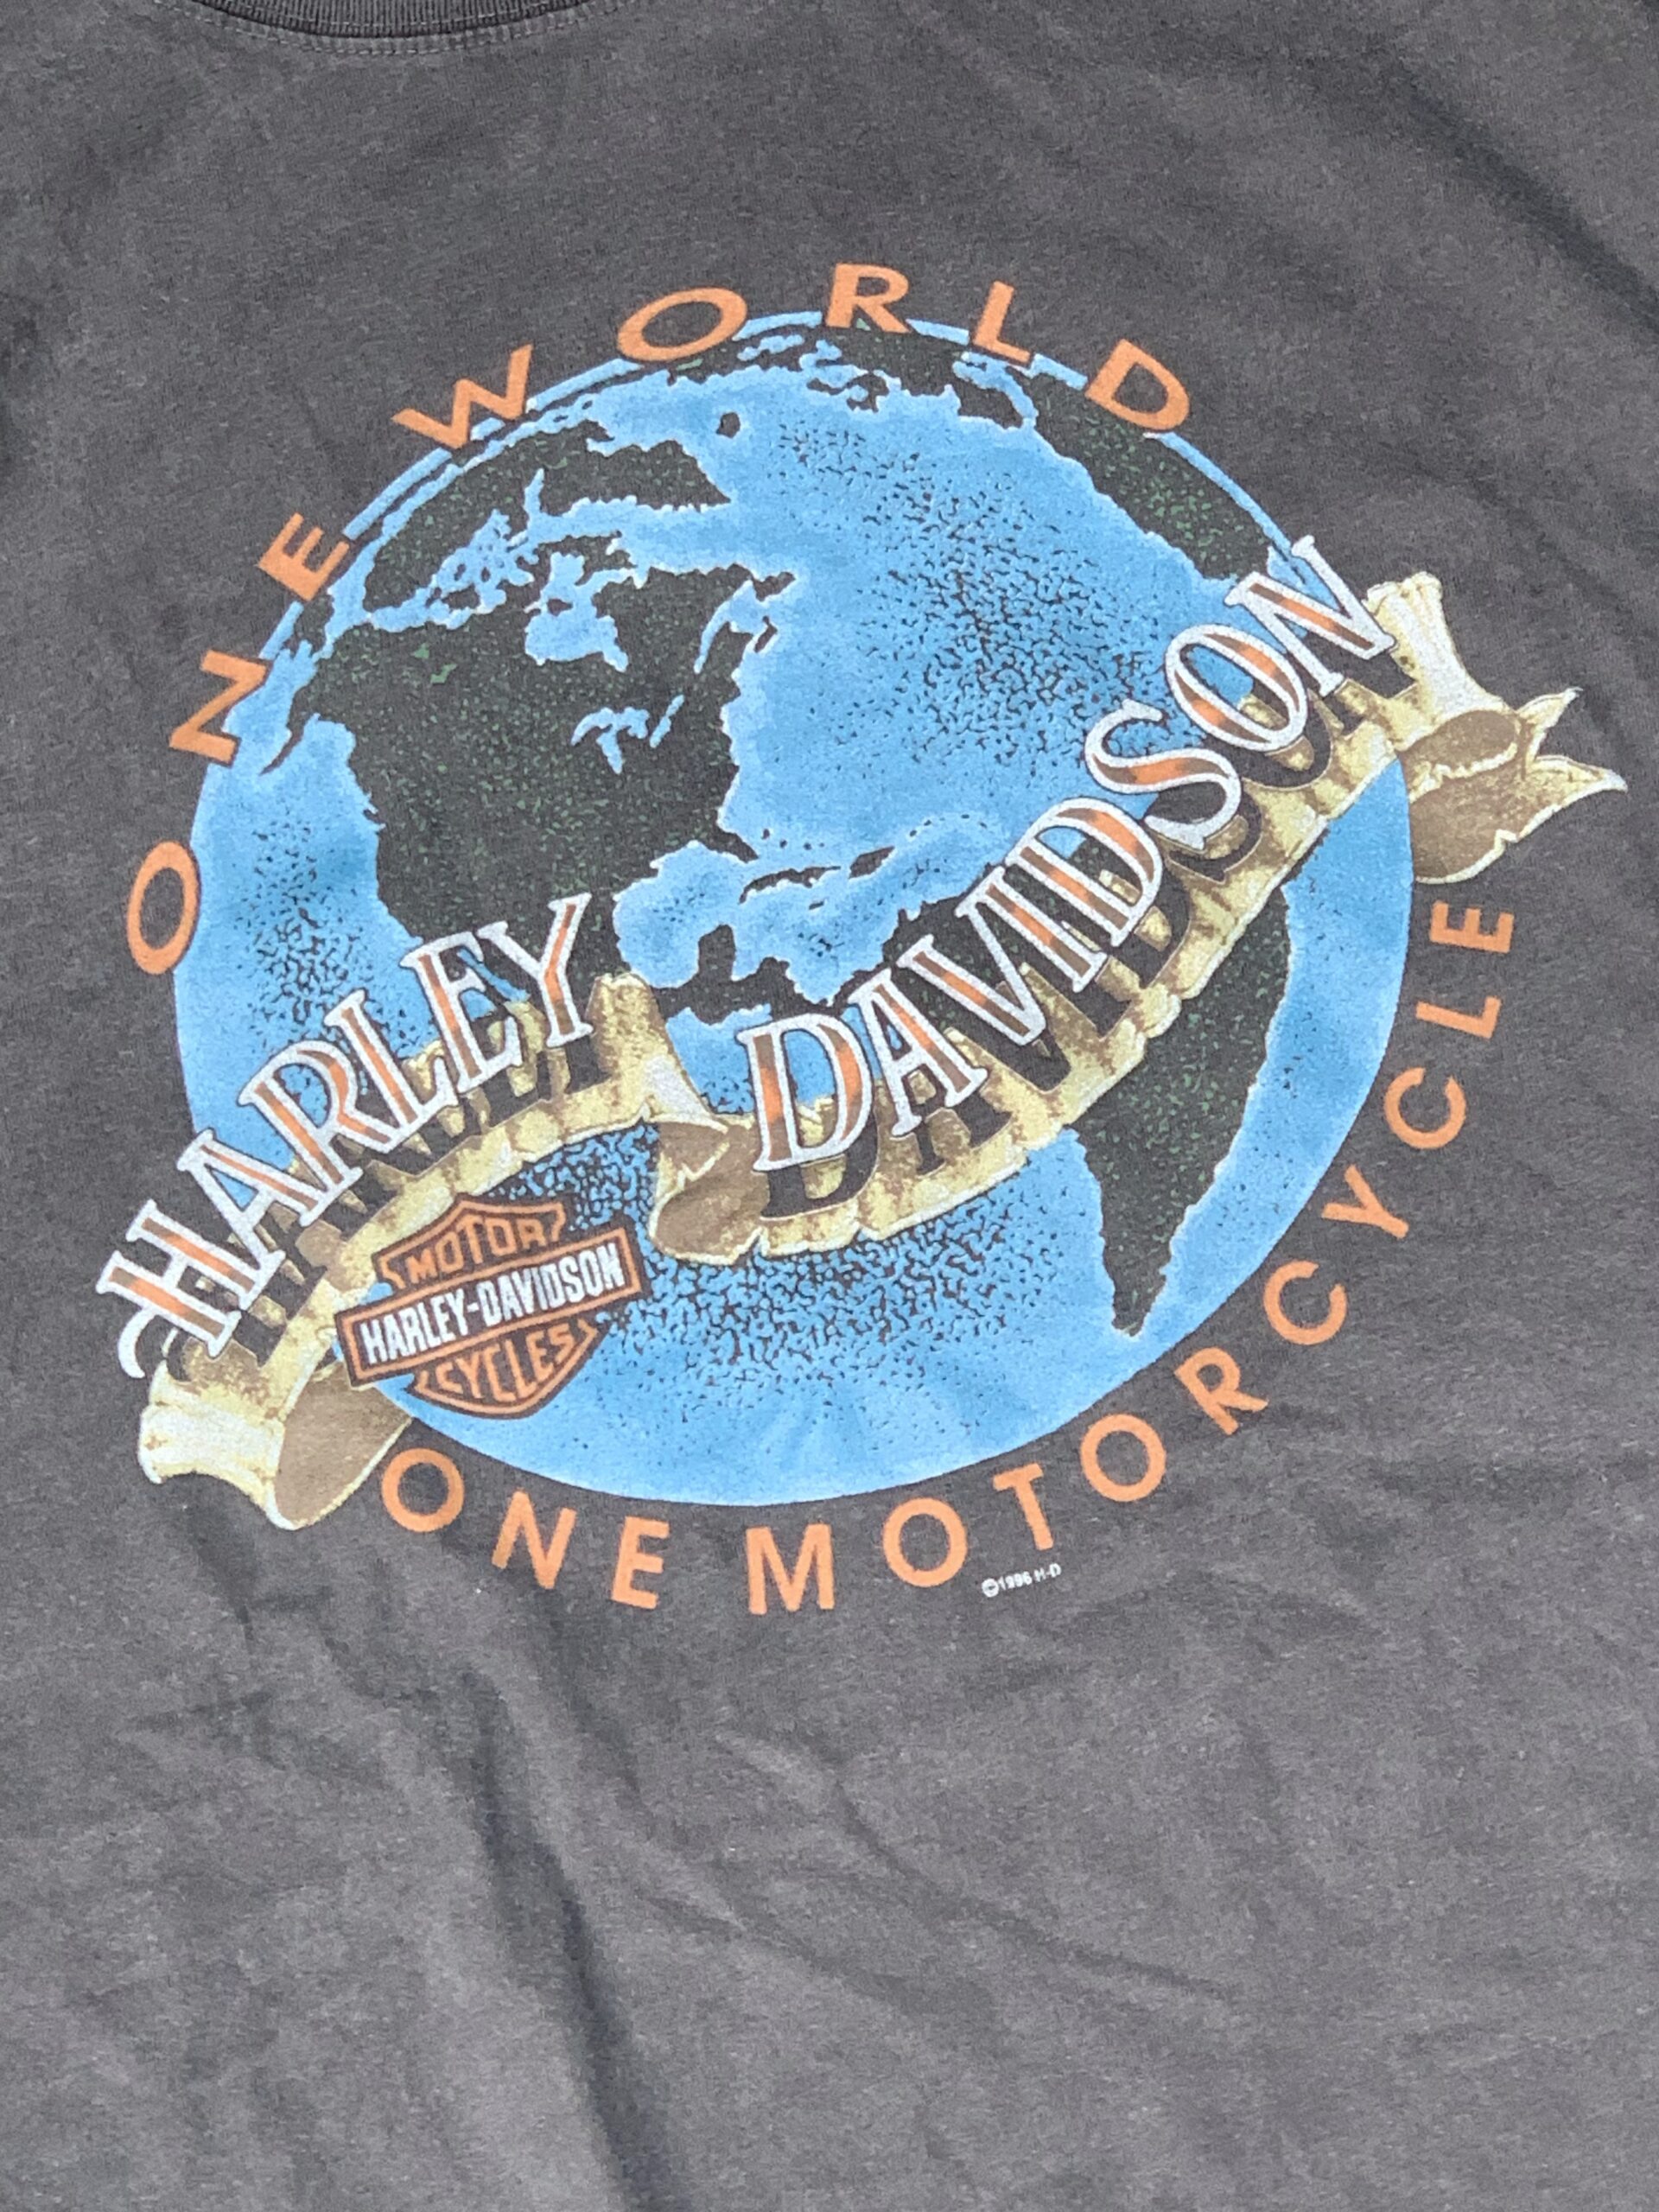 ONE WORLD
HARLEY DAVIDSON
MOTOR
HARLEY-DAVIDSON
CYCLES
ONE MOTORCYCLE
©1996 H-D